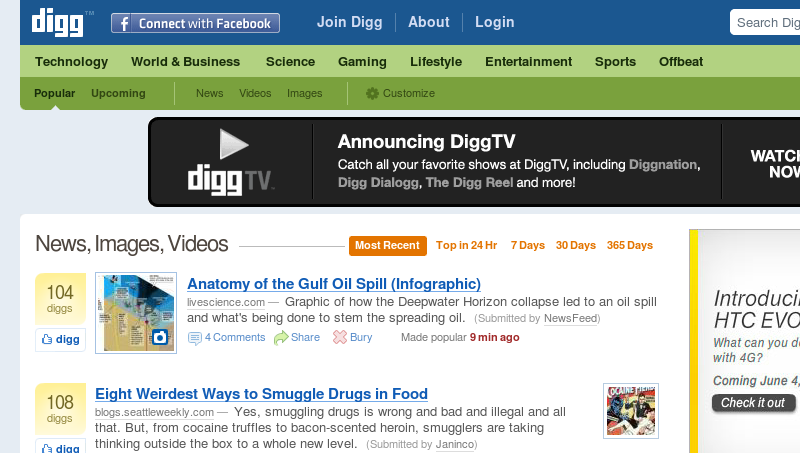 digg™
f Connect with Facebook
Join Digg About Login
Search Dig
Technology World & Business Science Gaming Lifestyle Entertainment Sports Offbeat
Popular Upcoming News Videos Images Customize
diggTV™
Announcing DiggTV
Catch all your favorite shows at DiggTV, including Diggnation,
Digg Dialogg, The Digg Reel and more!
WATCH
NOW
News, Images, Videos
Most Recent Top in 24 Hr 7 Days 30 Days 365 Days
104
diggs
digg
Anatomy of the Gulf Oil Spill (Infographic)
livescience.com — Graphic of how the Deepwater Horizon collapse led to an oil spill
and what's being done to stem the spreading oil. (Submitted by NewsFeed)
4 Comments Share Bury Made popular 9 min ago
108
diggs
digg
Eight Weirdest Ways to Smuggle Drugs in Food
blogs.seattleweekly.com — Yes, smuggling drugs is wrong and bad and illegal and all
that. But, from cocaine truffles to bacon-scented heroin, smugglers are taking
thinking outside the box to a whole new level. (Submitted by Janinco)
Introducin
HTC EVO
What can you do
with 4G?
Coming June 4,
Check it out